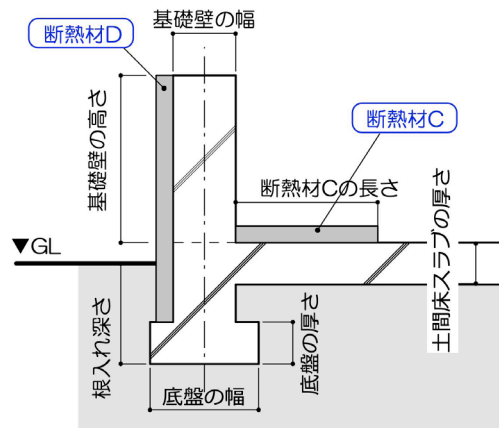 基礎壁の幅
断熱材D
断熱材C
基礎壁の高さ
断熱材Cの長さ
土間床スラブの厚さ
▼GL
根入れ深さ
底盤の厚さ
底盤の幅